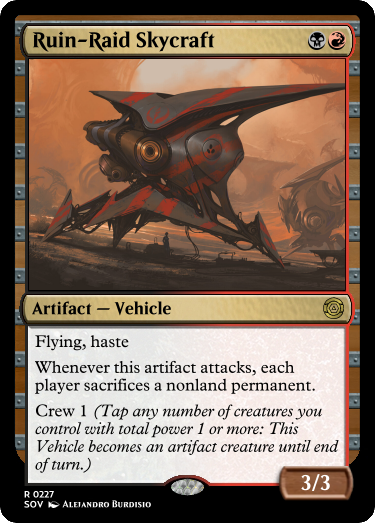 Ruin-Raid Skycraft
Artifact — Vehicle
Flying, haste
Whenever this artifact attacks, each
player sacrifices a nonland permanent.
Crew 1 (Tap any number of creatures you
control with total power 1 or more: This
Vehicle becomes an artifact creature until end
of turn.)
3/3
R 0227
SOV Alejandro Burdisio